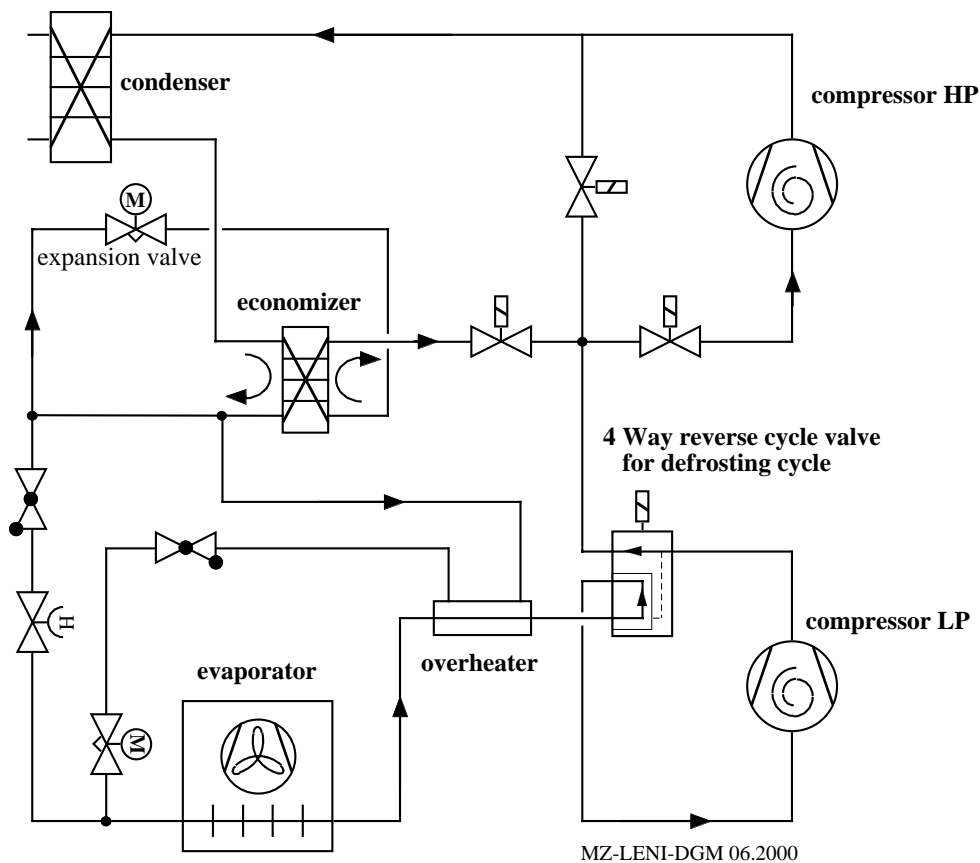 condenser
compressor HP
M
expansion valve
economizer
4 Way reverse cycle valve
for defrosting cycle
H
overheater
compressor LP
evaporator
M
MZ-LENI-DGM 06.2000